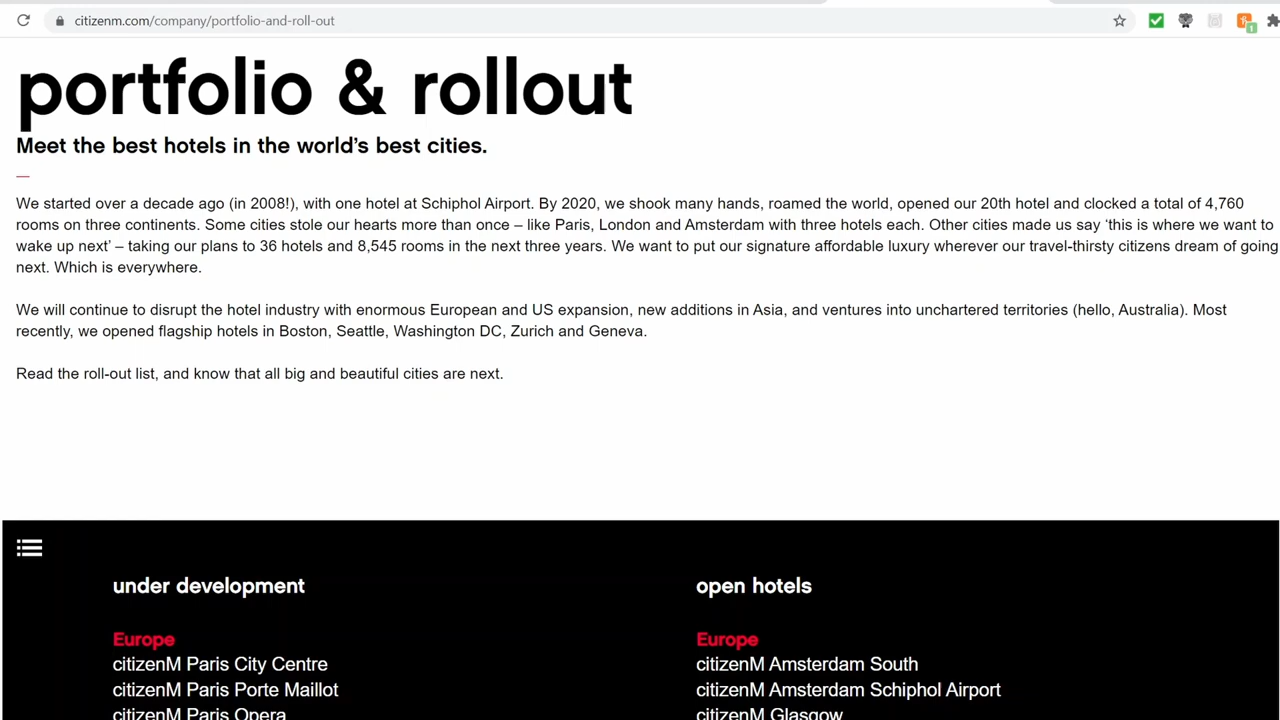 citizenm.com/company/portfolio-and-roll-out
1
portfolio & rollout
Meet the best hotels in the world's best cities.
We started over a decade ago (in 2008!), with one hotel at Schiphol Airport. By 2020, we shook many hands, roamed the world, opened our 20th hotel and clocked a total of 4,760
rooms on three continents. Some cities stole our hearts more than once – like Paris, London and Amsterdam with three hotels each. Other cities made us say 'this is where we want to
wake up next' – taking our plans to 36 hotels and 8,545 rooms in the next three years. We want to put our signature affordable luxury wherever our travel-thirsty citizens dream of going
next. Which is everywhere.
We will continue to disrupt the hotel industry with enormous European and US expansion, new additions in Asia, and ventures into unchartered territories (hello, Australia). Most
recently, we opened flagship hotels in Boston, Seattle, Washington DC, Zurich and Geneva.
Read the roll-out list, and know that all big and beautiful cities are next.
under development
Europe
citizenM Paris City Centre
citizenM Paris Porte Maillot
citizenM Paris Opera
open hotels
Europe
citizenM Amsterdam South
citizenM Amsterdam Schiphol Airport
citizenM Glasgow